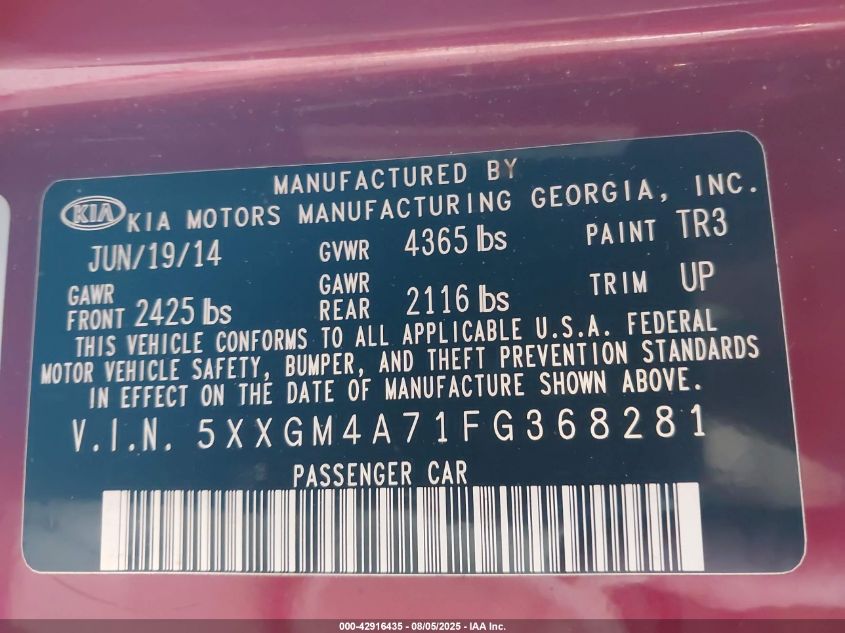 MANUFACTURED BY
KIA KIA MOTORS MANUFACTURING GEORGIA, INC.
JUN/19/14 GVWR 4365 lbs PAINT TR3
GAWR FRONT 2425 lbs GAWR REAR 2116 lbs TRIM UP
THIS VEHICLE CONFORMS TO ALL APPLICABLE U.S.A. FEDERAL
MOTOR VEHICLE SAFETY, BUMPER, AND THEFT PREVENTION STANDARDS
IN EFFECT ON THE DATE OF MANUFACTURE SHOWN ABOVE.
V.I.N. 5XXGM4A71FG368281
PASSENGER CAR
000-42916435 - 08/05/2025 - IAA Inc.